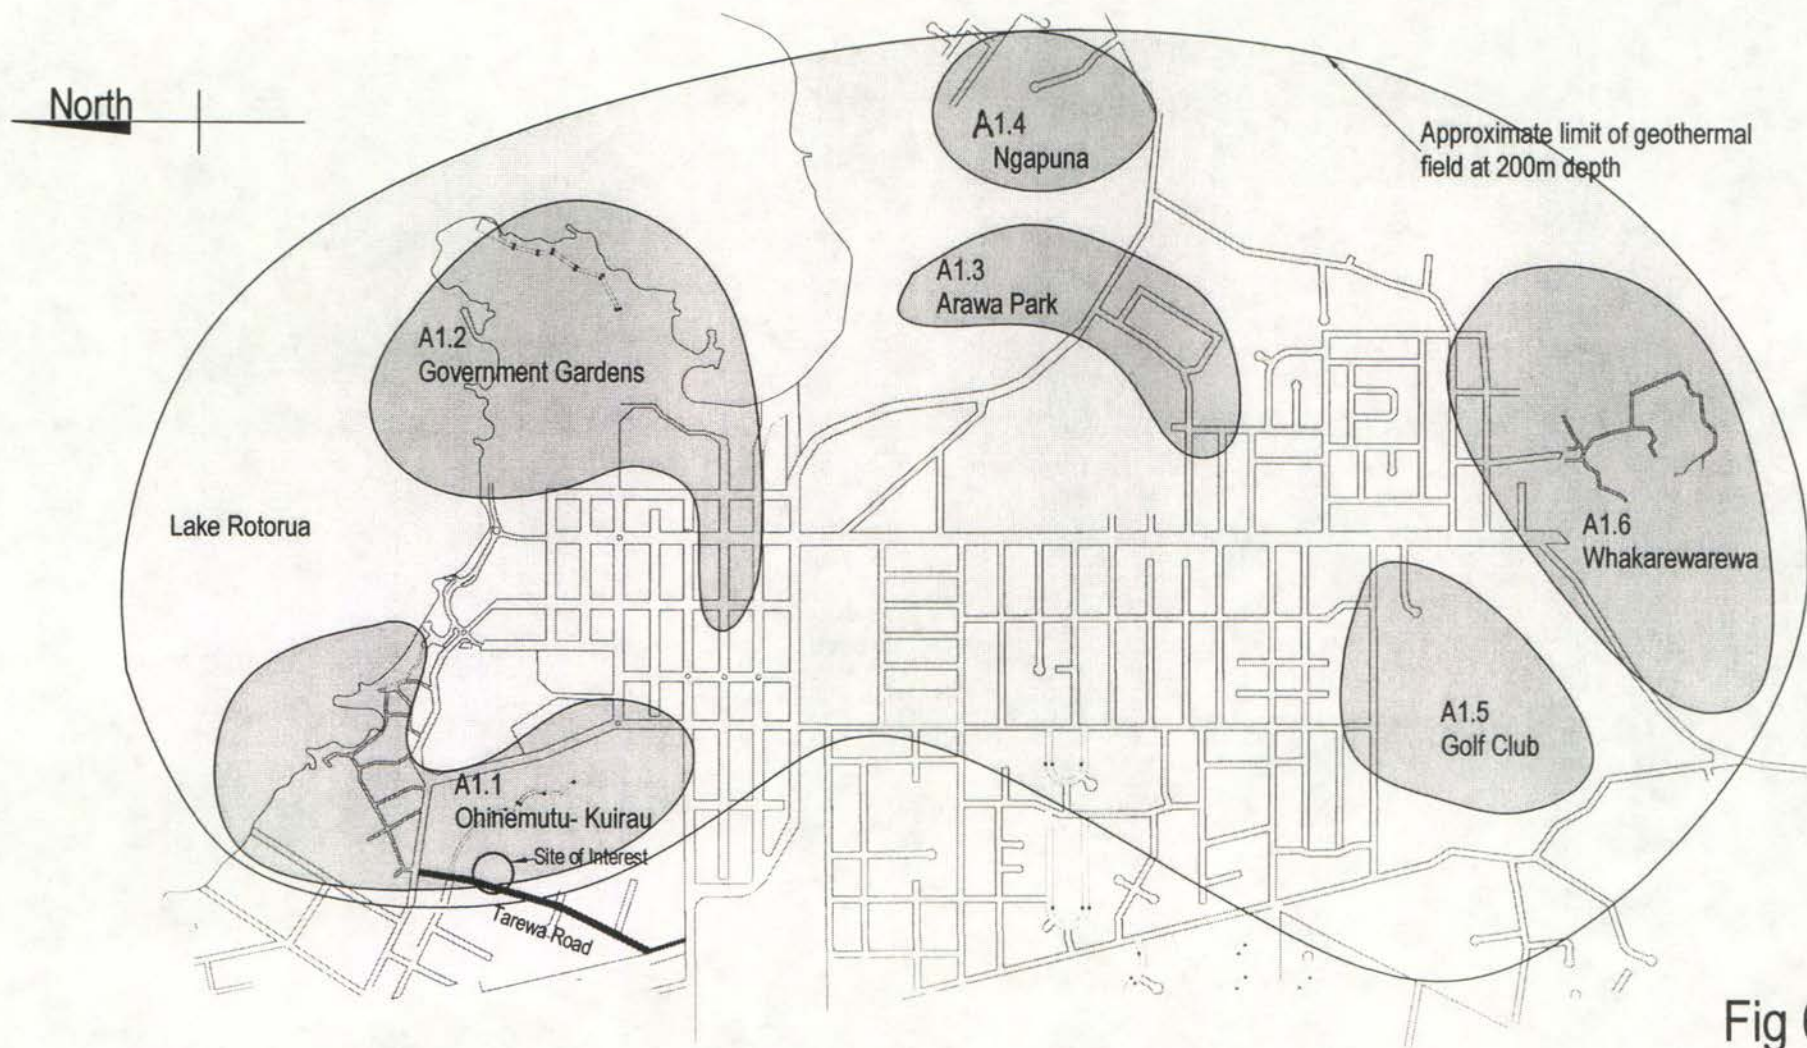 North
A1.4
Ngapuna
Approximate limit of geothermal
field at 200m depth
A1.3
Arawa Park
A1.2
Government Gardens
Lake Rotorua
A1.6
Whakarewarewa
A1.5
Golf Club
A1.1
Ohinemutu- Kuirau
Site of Interest
Tarewa Road
Fig